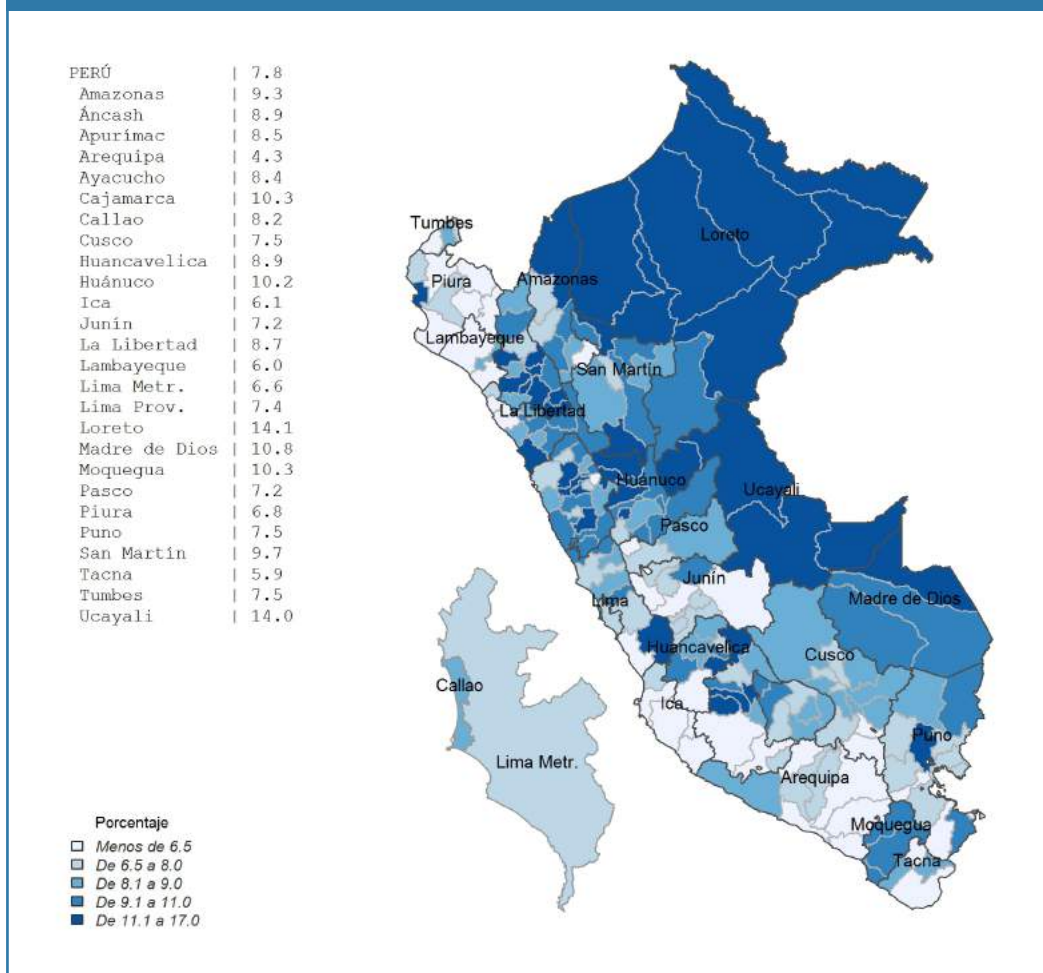 PERÚ | 7.8
Amazonas | 9.3
Áncash | 8.9
Apurímac | 8.5
Arequipa | 4.3
Ayacucho | 8.4
Cajamarca | 10.3
Callao | 8.2
Cusco | 7.5
Huancavelica | 8.9
Huánuco | 10.2
Ica | 6.1
Junín | 7.2
La Libertad | 8.7
Lambayeque | 6.0
Lima Metr. | 6.6
Lima Prov. | 7.4
Loreto | 14.1
Madre de Dios | 10.8
Moquegua | 10.3
Pasco | 7.2
Piura | 6.8
Puno | 7.5
San Martín | 9.7
Tacna | 5.9
Tumbes | 7.5
Ucayali | 14.0
Tumbes
Loreto
Piura
Amazonas
Lambayeque
San Martín
La Libertad
Huánuco
Ucayali
Pasco
Junín
Lima
Madre de Dios
Huancavelica
Cusco
Callao
Ica
Puno
Lima Metr.
Arequipa
Moquegua
Tacna
Porcentaje
Menos de 6.5
De 6.5 a 8.0
De 8.1 a 9.0
De 9.1 a 11.0
De 11.1 a 17.0